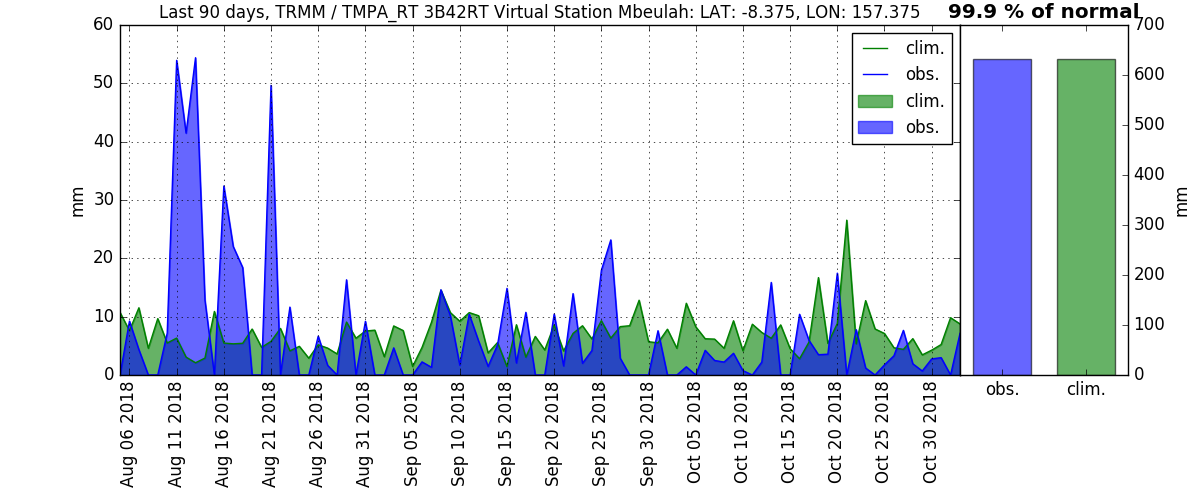 Last 90 days, TRMM / TMPA_RT 3B42RT Virtual Station Mbeulah: LAT: -8.375, LON: 157.375
99.9 % of normal
60
50
40
30
20
10
0
mm
clim.
obs.
clim.
obs.
Aug 06 2018
Aug 11 2018
Aug 16 2018
Aug 21 2018
Aug 26 2018
Aug 31 2018
Sep 05 2018
Sep 10 2018
Sep 15 2018
Sep 20 2018
Sep 25 2018
Sep 30 2018
Oct 05 2018
Oct 10 2018
Oct 15 2018
Oct 20 2018
Oct 25 2018
Oct 30 2018
700
600
500
400
300
200
100
0
mm
obs.
clim.